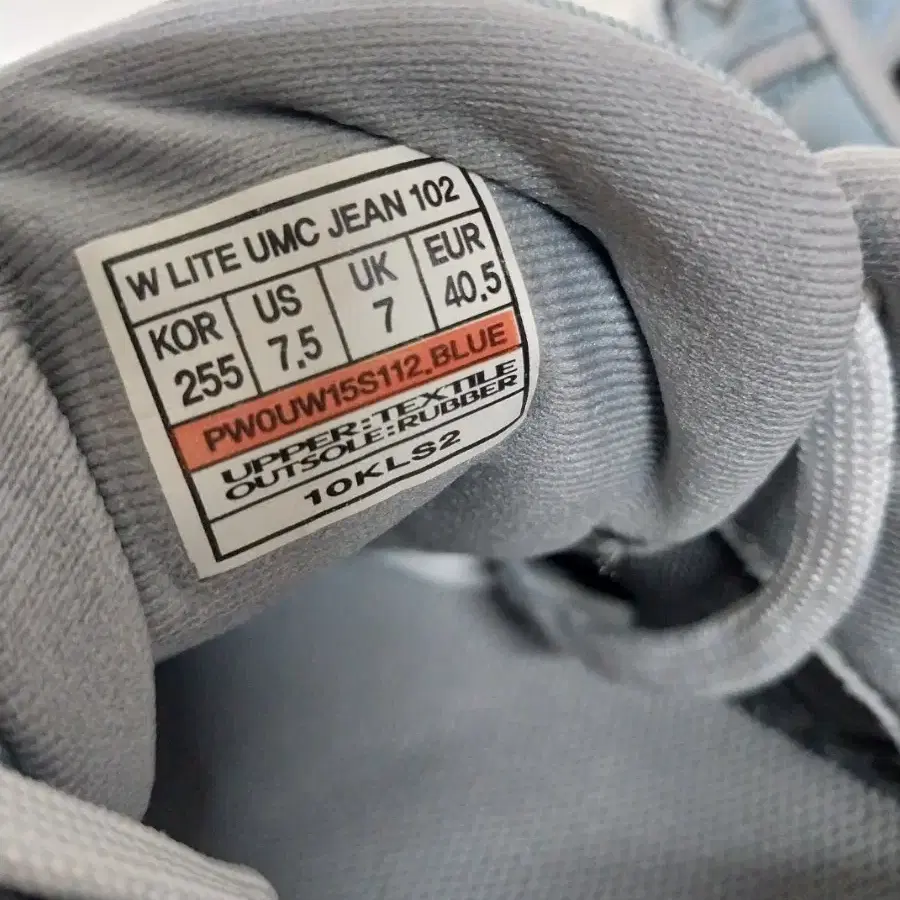 W LITE UMC JEAN 102
KOR US UK EUR
255 7.5 7 40.5
PWOUW15S112.BLUE
UPPER:TEXTILE
OUTSOLE:RUBBER
10KLS2